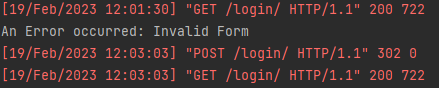 [19/Feb/2023 12:01:30] "GET /login/ HTTP/1.1" 200 722
An Error occurred: Invalid Form
[19/Feb/2023 12:03:03] "POST /login/ HTTP/1.1" 302 0
[19/Feb/2023 12:03:03] "GET /login/ HTTP/1.1" 200 722